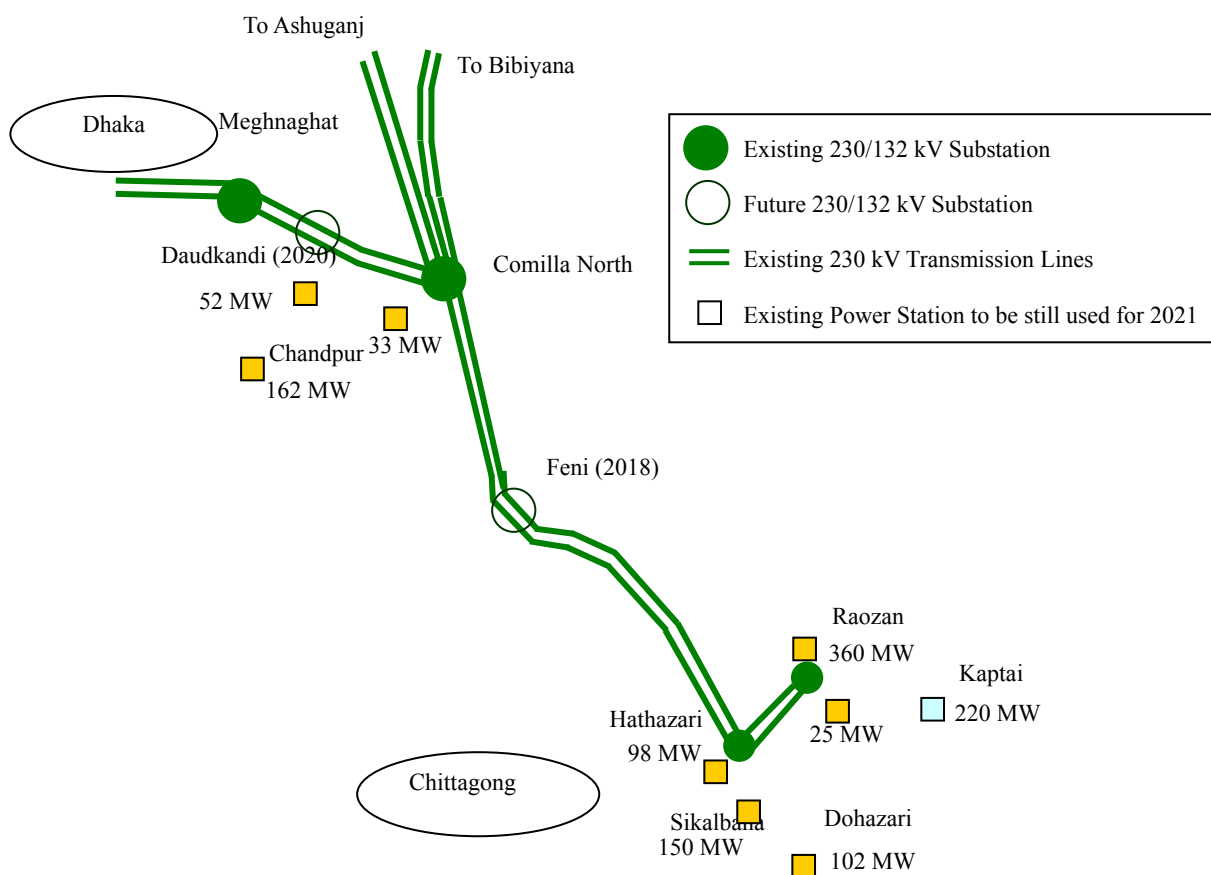 To Ashuganj
To Bibiyana
Dhaka
Meghnaghat
Existing 230/132 kV Substation
Future 230/132 kV Substation
Existing 230 kV Transmission Lines
Existing Power Station to be still used for 2021
Daudkandi (2020)
52 MW
Comilla North
33 MW
Chandpur
162 MW
Feni (2018)
Raozan
360 MW
Kaptai
220 MW
25 MW
Hathazari
98 MW
Chittagong
Sikalbaha
150 MW
Dohazari
102 MW